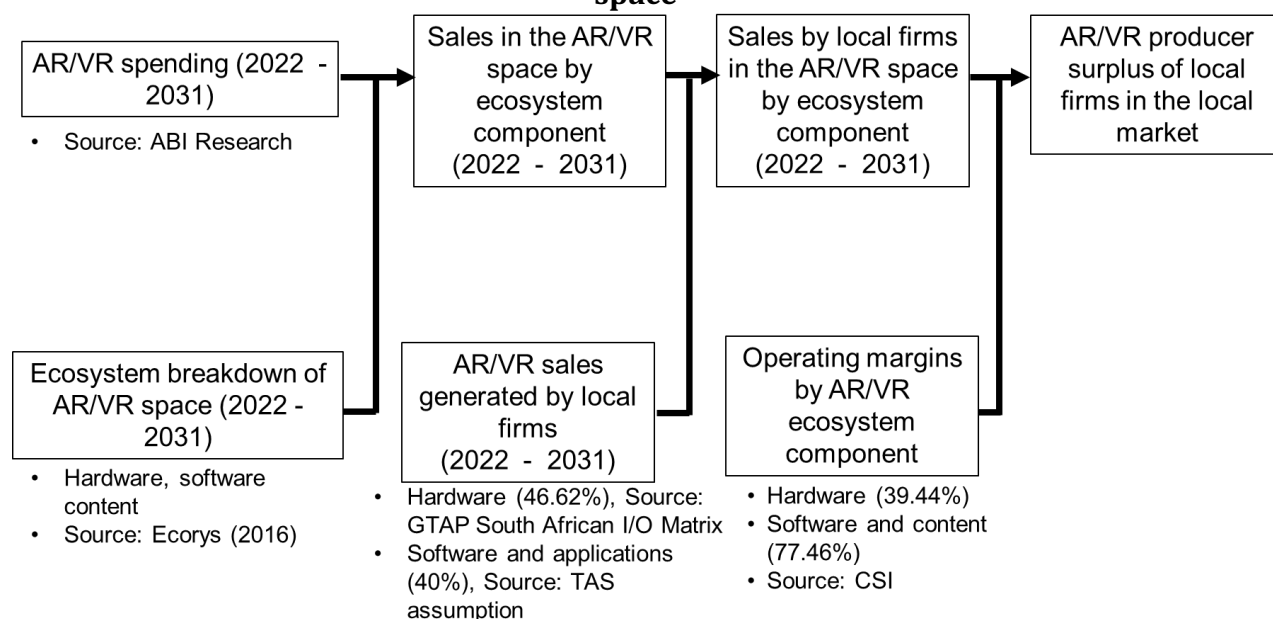 space
AR/VR spending (2022 -
2031)
• Source: ABI Research
Sales in the AR/VR
space by
ecosystem
component
(2022 - 2031)
Sales by local firms
in the AR/VR space
by ecosystem
component
(2022 - 2031)
AR/VR producer
surplus of local
firms in the local
market
Ecosystem breakdown of
AR/VR space (2022 -
2031)
• Hardware, software
content
• Source: Ecorys (2016)
AR/VR sales
generated by local
firms
(2022 - 2031)
• Hardware (46.62%), Source:
GTAP South African I/O Matrix
• Software and applications
(40%), Source: TAS
assumption
Operating margins
by AR/VR
ecosystem
component
• Hardware (39.44%)
• Software and content
(77.46%)
• Source: CSI